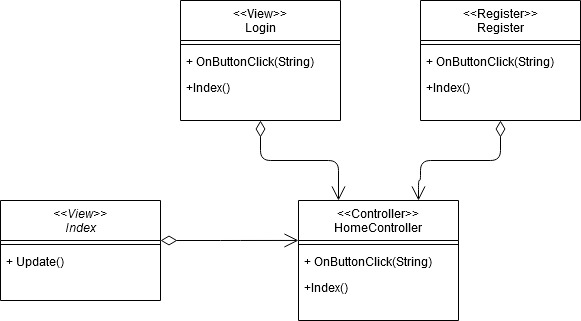 <<View>>
Login
+ OnButtonClick(String)
+Index()
<<Register>>
Register
+ OnButtonClick(String)
+Index()
<<View>>
Index
+ Update()
<<Controller>>
HomeController
+ OnButtonClick(String)
+Index()